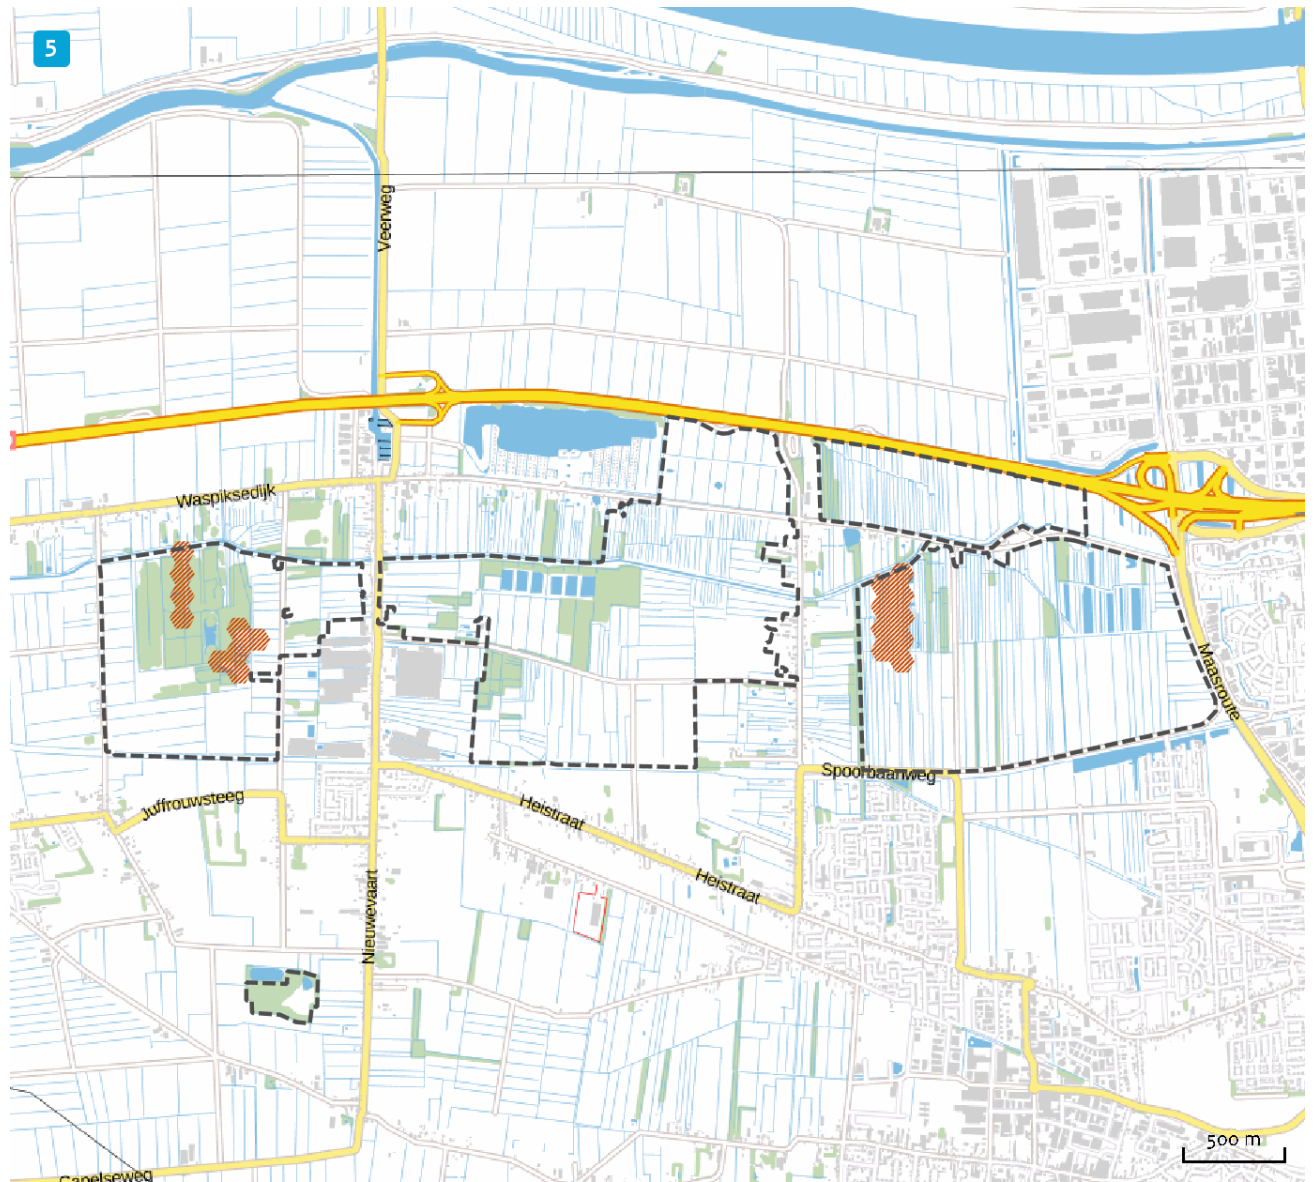 5
Veerweg
Waspiksedijk
Maasroute
Spoorbaanweg
Juffrouwsteeg
Heistraat
Heistraat
Nieuwevaart
500 m
Capelseweg